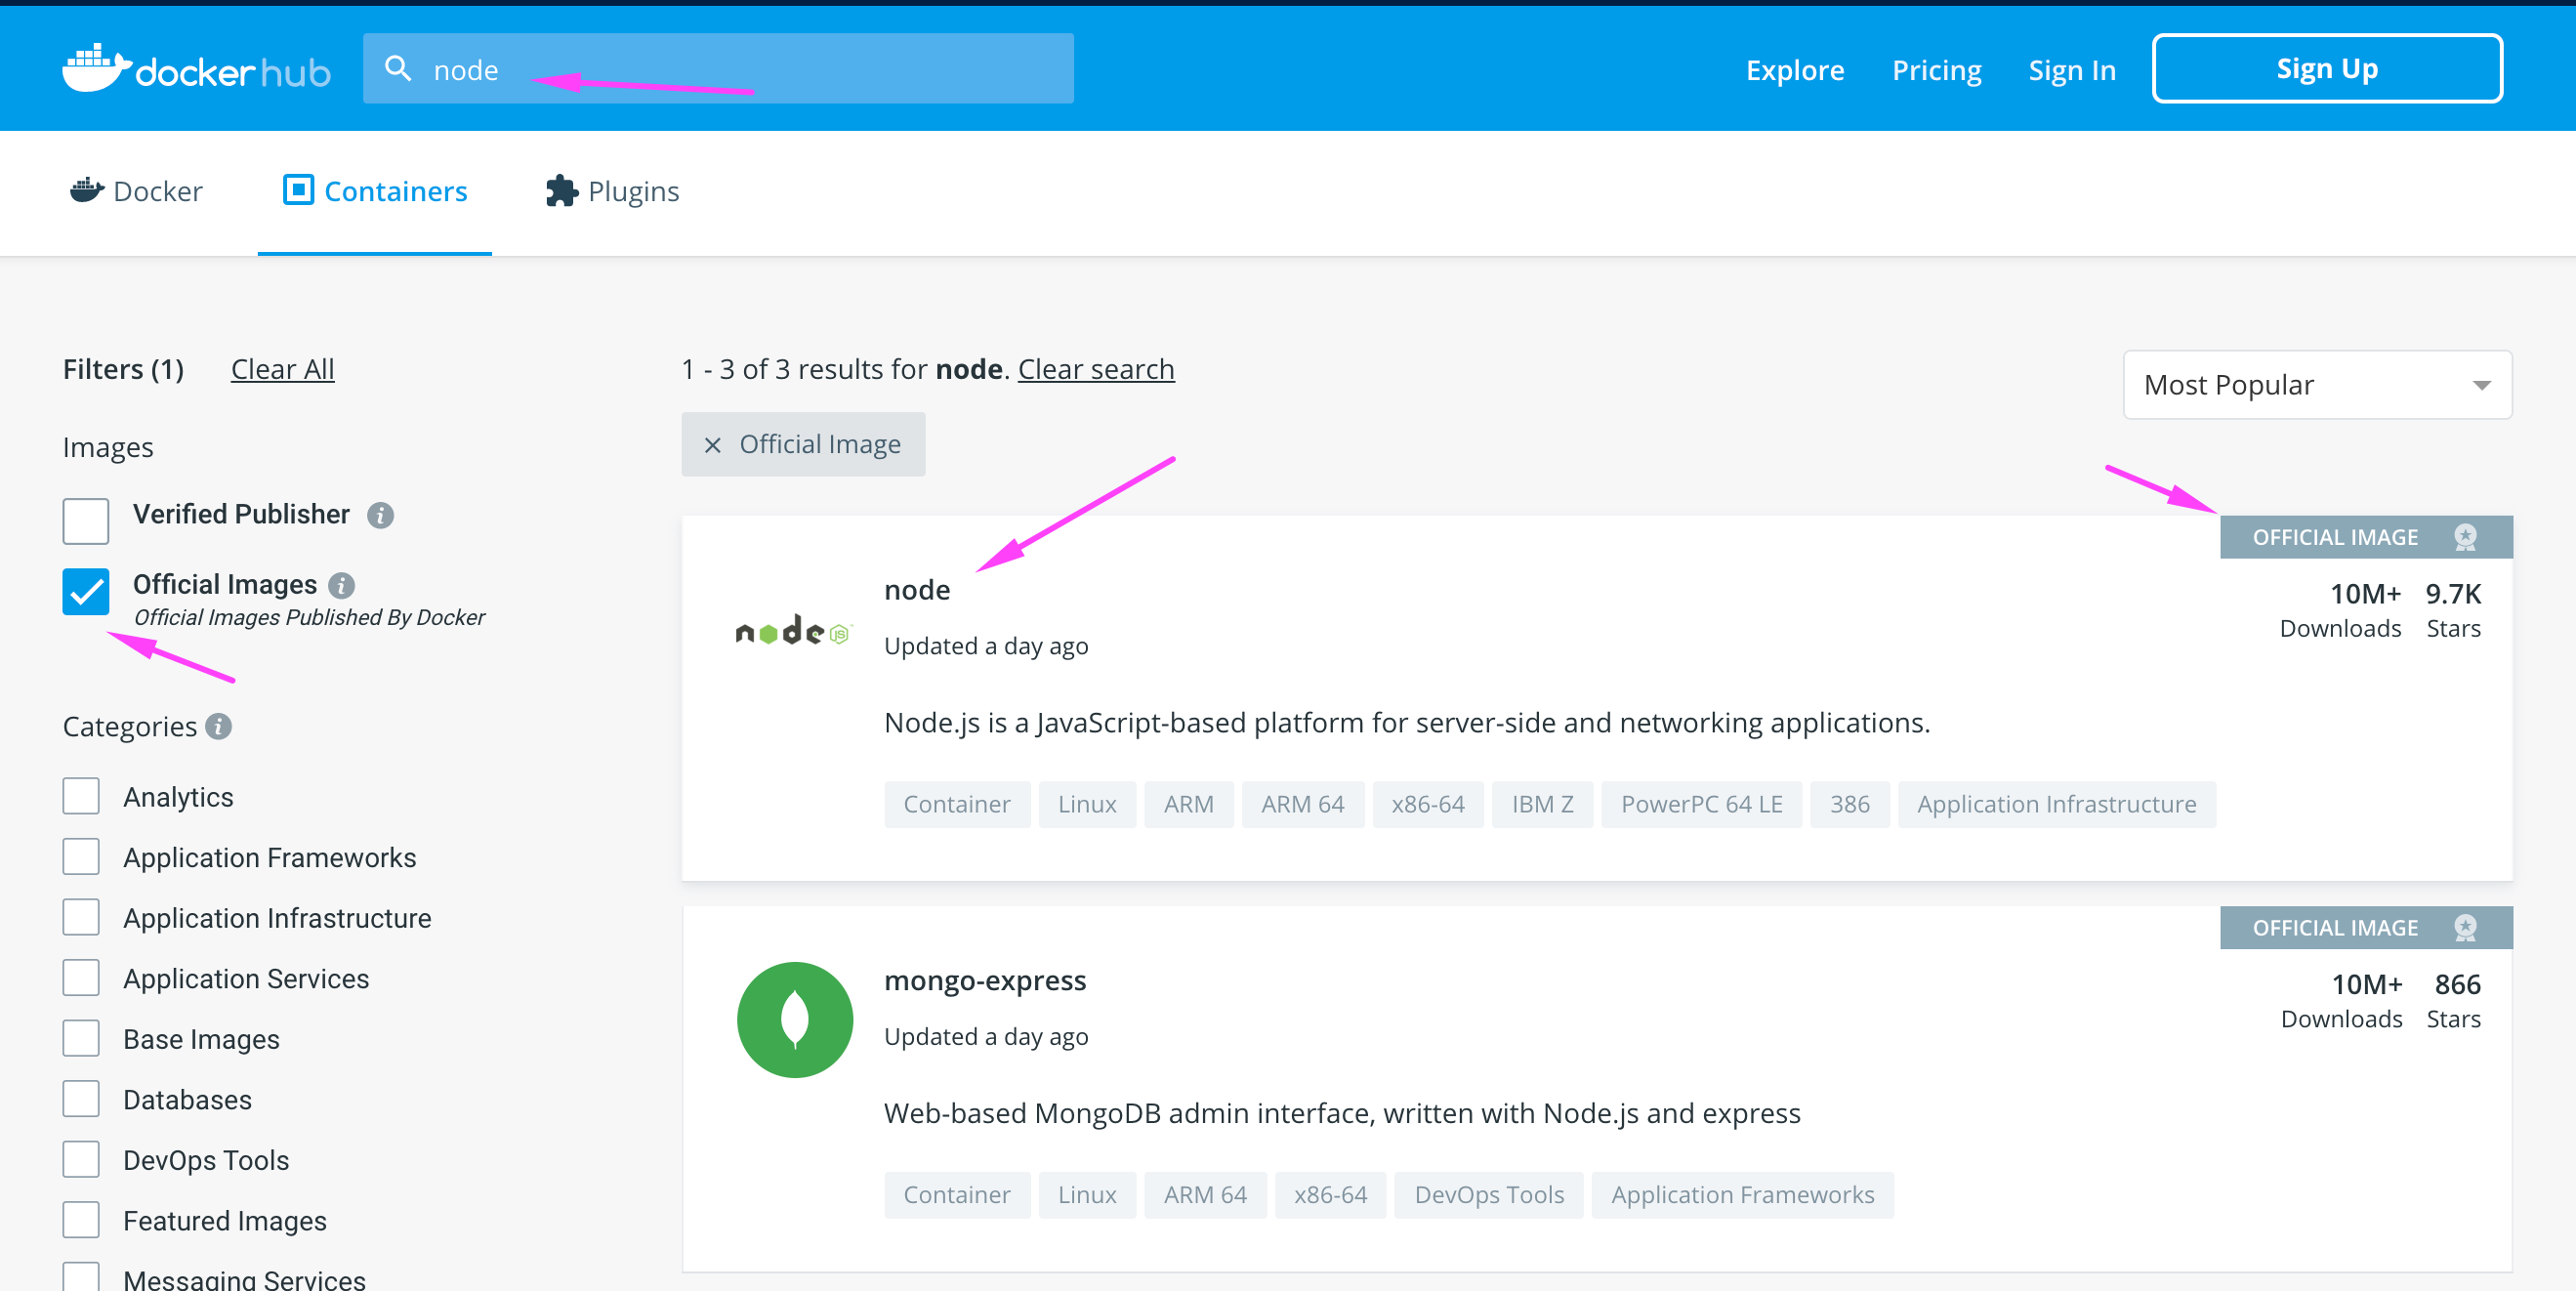 docker hub
node
Explore
Pricing
Sign In
Sign Up
Docker
Containers
Plugins
Filters (1)
Clear All
Images
Verified Publisher
Official Images
Official Images Published By Docker
Categories
Analytics
Application Frameworks
Application Infrastructure
Application Services
Base Images
Databases
DevOps Tools
Featured Images
Messaging Services
1 - 3 of 3 results for node. Clear search
Most Popular
Official Image
OFFICIAL IMAGE
node JS
node
Updated a day ago
10M+ 9.7K
Downloads Stars
Node.js is a JavaScript-based platform for server-side and networking applications.
Container Linux ARM ARM 64 x86-64 IBM Z PowerPC 64 LE 386 Application Infrastructure
OFFICIAL IMAGE
mongo-express
Updated a day ago
10M+ 866
Downloads Stars
Web-based MongoDB admin interface, written with Node.js and express
Container Linux ARM 64 x86-64 DevOps Tools Application Frameworks